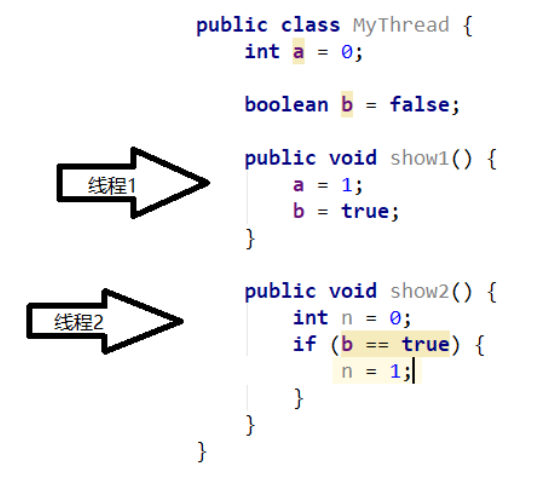 public class MyThread {
int a = 0;
boolean b = false;
线程1
public void show1() {
a = 1;
b = true;
}
线程2
public void show2() {
int n = 0;
if (b == true) {
n = 1;
}
}
}